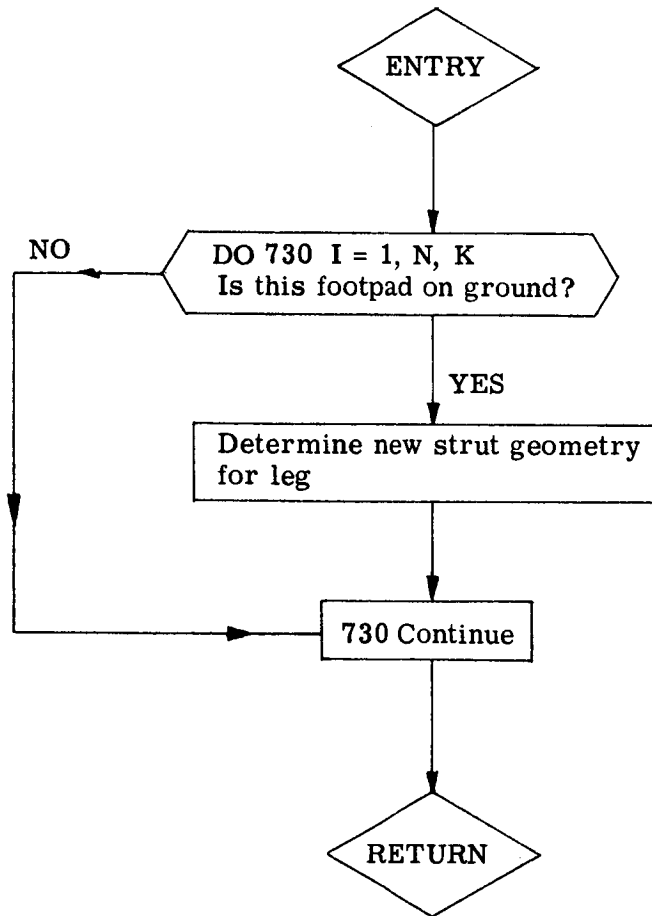 ENTRY
DO 730 I = 1, N, K
Is this footpad on ground?
NO
YES
Determine new strut geometry
for leg
730 Continue
RETURN